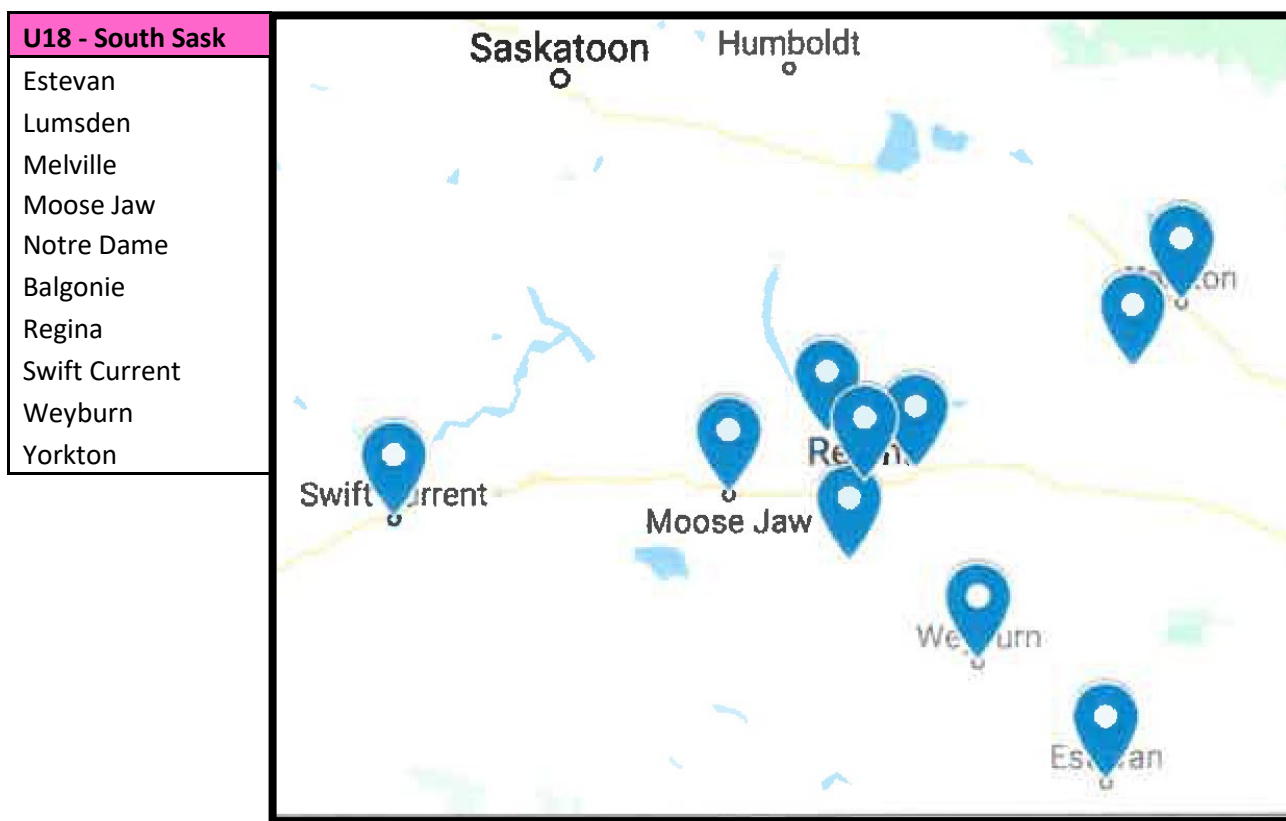 U18 - South Sask
Estevan
Lumsden
Melville
Moose Jaw
Notre Dame
Balgonie
Regina
Swift Current
Weyburn
Yorkton
Saskatoon
Humboldt
Swift
Moose Jaw